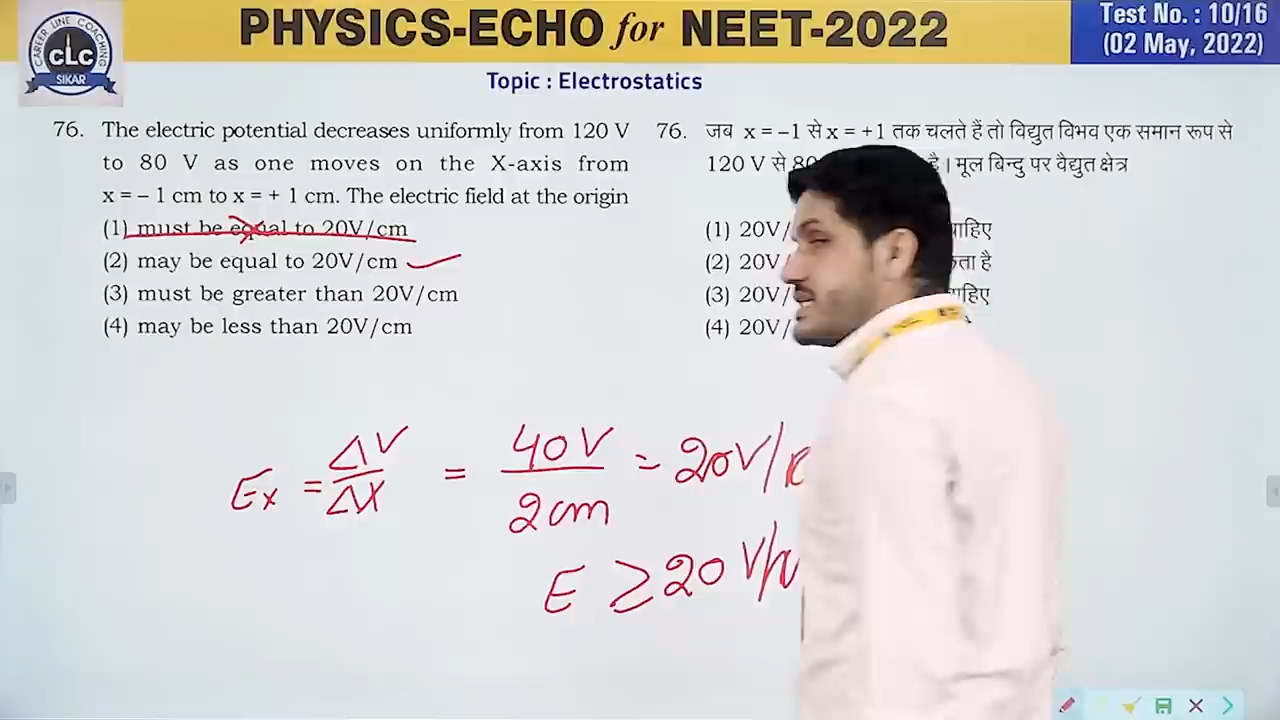 CAREER LINE COACHING
CLC
SIKAR
PHYSICS-ECHO for NEET-2022
Test No. : 10/16
(02 May, 2022)
Topic : Electrostatics
76. The electric potential decreases uniformly from 120 V
to 80 V as one moves on the X-axis from
x = – 1 cm to x = + 1 cm. The electric field at the origin
(1) must be equal to 20V/cm
(2) may be equal to 20V/cm
(3) must be greater than 20V/cm
(4) may be less than 20V/cm
76. जब x = –1 से x = +1 तक चलते हैं तो विद्युत विभव एक समान रूप से
120 V से 80 है। मूल बिन्दु पर वैद्युत क्षेत्र
(1) 20V/
(2) 20V/ है
(3) 20V/
(4) 20V/
Ex = ΔV/ΔX = 40V/2cm = 20V/
E ≥ 20 V/